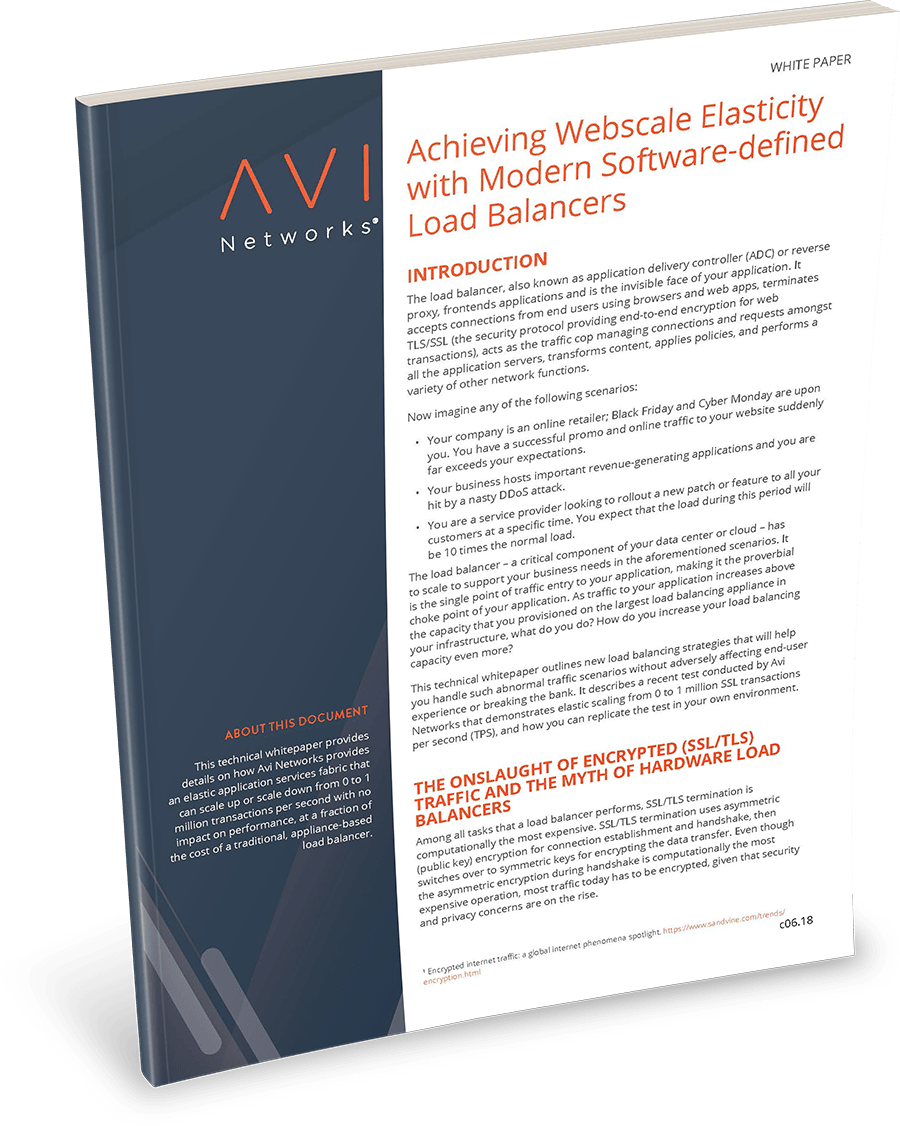 WHITE PAPER
AVI
Networks®
Achieving Webscale Elasticity
with Modern Software-defined
Load Balancers
INTRODUCTION
The load balancer, also known as application delivery controller (ADC) or reverse
proxy, frontends applications and is the invisible face of your application. It
accepts connections from end users using browsers and web apps, terminates
TLS/SSL (the security protocol providing end-to-end encryption for web
transactions), acts as the traffic cop managing connections and requests amongst
all the application servers, transforms content, applies policies, and performs a
variety of other network functions.
Now imagine any of the following scenarios:
• Your company is an online retailer; Black Friday and Cyber Monday are upon
you. You have a successful promo and online traffic to your website suddenly
far exceeds your expectations.
• Your business hosts important revenue-generating applications and you are
hit by a nasty DDoS attack.
• You are a service provider looking to rollout a new patch or feature to all your
customers at a specific time. You expect that the load during this period will
be 10 times the normal load.
The load balancer – a critical component of your data center or cloud – has
to scale to support your business needs in the aforementioned scenarios. It
is the single point of traffic entry to your application, making it the proverbial
choke point of your application. As traffic to your application increases above
the capacity that you provisioned on the largest load balancing appliance in
your infrastructure, what do you do? How do you increase your load balancing
capacity even more?
This technical whitepaper outlines new load balancing strategies that will help
you handle such abnormal traffic scenarios without adversely affecting end-user
experience or breaking the bank. It describes a recent test conducted by Avi
Networks that demonstrates elastic scaling from 0 to 1 million SSL transactions
per second (TPS), and how you can replicate the test in your own environment.
ABOUT THIS DOCUMENT
This technical whitepaper provides
details on how Avi Networks provides
an elastic application services fabric that
can scale up or scale down from 0 to 1
million transactions per second with no
impact on performance, at a fraction of
the cost of a traditional, appliance-based
load balancer.
THE ONSLAUGHT OF ENCRYPTED (SSL/TLS)
TRAFFIC AND THE MYTH OF HARDWARE LOAD
BALANCERS
Among all tasks that a load balancer performs, SSL/TLS termination is
computationally the most expensive. SSL/TLS termination uses asymmetric
(public key) encryption for connection establishment and handshake, then
switches over to symmetric keys for encrypting the data transfer. Even though
the asymmetric encryption during handshake is computationally the most
expensive operation, most traffic today has to be encrypted, given that security
and privacy concerns are on the rise.
¹ Encrypted internet traffic: a global internet phenomena spotlight. https://www.sandvine.com/trends/
encryption.html
c06.18